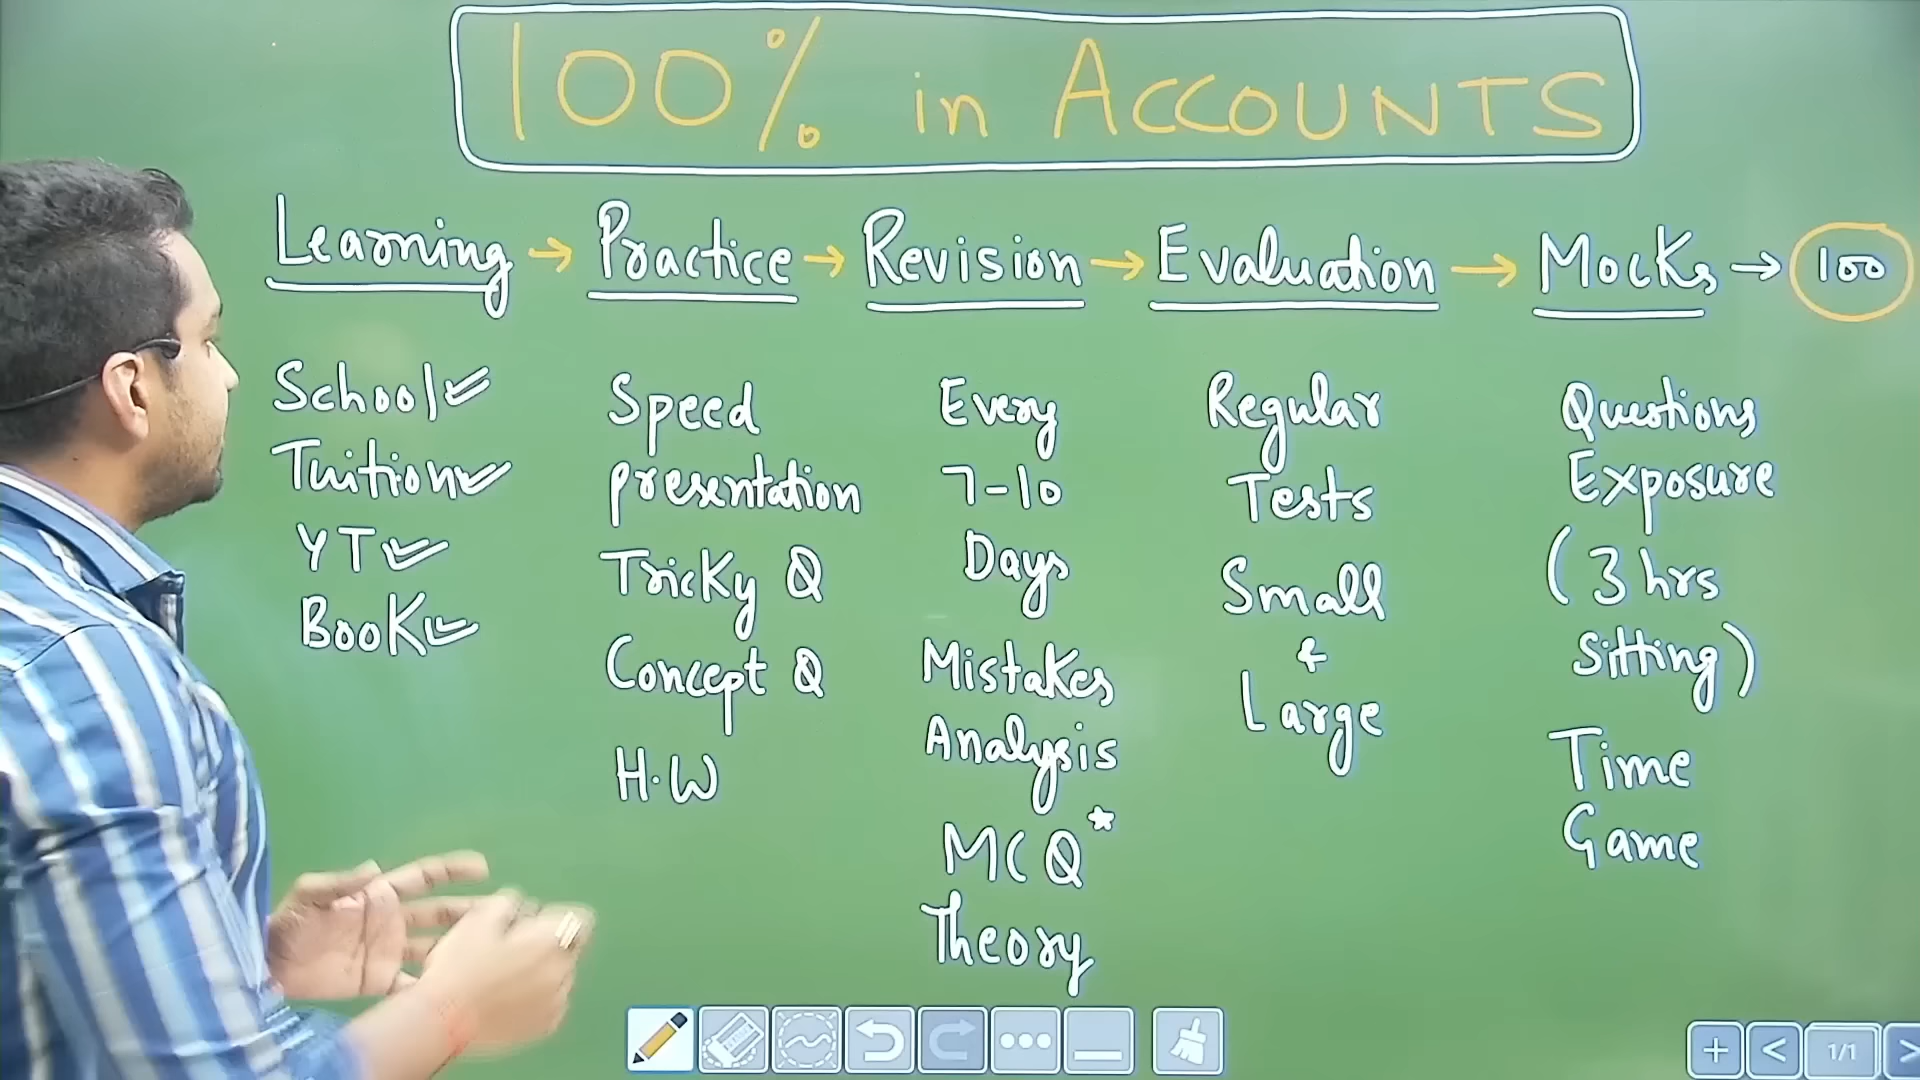 100% in ACCOUNTS
Learning → Practice → Revision → Evaluation → Mocks → 100
School ✓
Tuition ✓
YT ✓
Book ✓
Speed
presentation
Tricky Q
Concept Q
H.W
Every
7-10
Days
Mistakes
Analysis
MCQ*
Theory
Regular
Tests
Small
&
Large
Questions
Exposure
(3 hrs
sitting)
Time
Game
1/1